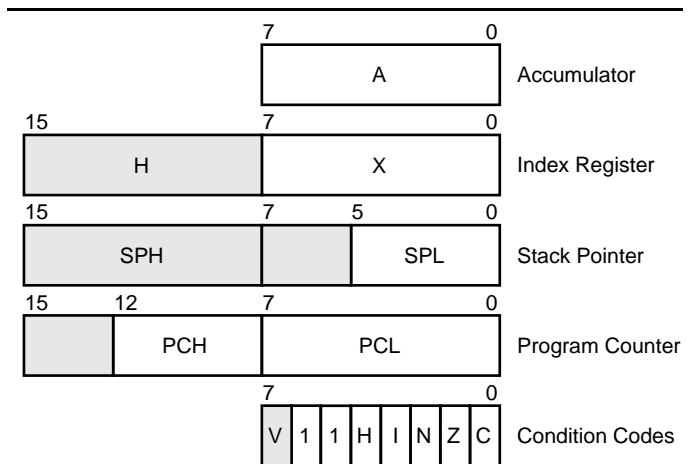 7 0
A Accumulator
15 7 0
H X Index Register
15 7 5 0
SPH SPL Stack Pointer
15 12 7 0
PCH PCL Program Counter
7 0
V 1 1 H I N Z C Condition Codes